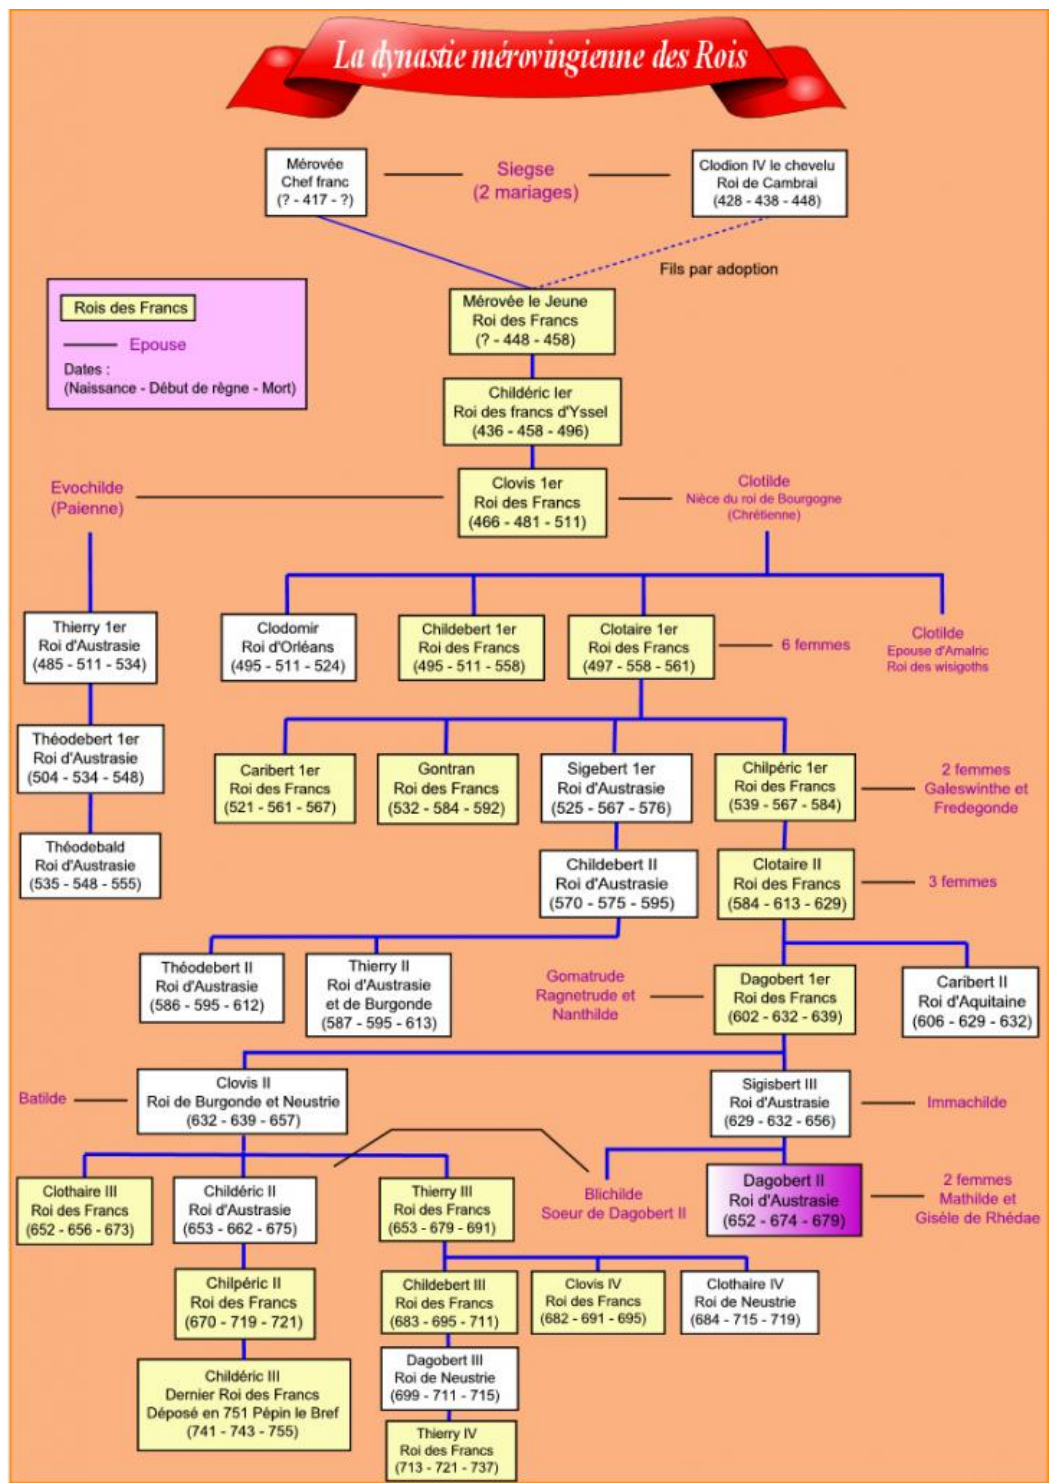 La dynastie mérovingienne des Rois
Mérovée
Chef franc
(? - 417 - ?)
Siegse
(2 mariages)
Clodion IV le chevelu
Roi de Cambrai
(428 - 438 - 448)
Fils par adoption
Rois des Francs
Epouse
Dates :
(Naissance - Début de règne - Mort)
Mérovée le Jeune
Roi des Francs
(? - 448 - 458)
Childéric Ier
Roi des francs d'Yssel
(436 - 458 - 496)
Evochilde
(Paienne)
Clovis 1er
Roi des Francs
(466 - 481 - 511)
Clotilde
Nièce du roi de Bourgogne
(Chrétienne)
Thierry 1er
Roi d'Austrasie
(485 - 511 - 534)
Clodomir
Roi d'Orléans
(495 - 511 - 524)
Childebert 1er
Roi des Francs
(495 - 511 - 558)
Clotaire 1er
Roi des Francs
(497 - 558 - 561)
6 femmes
Clotilde
Epouse d'Amalric
Roi des wisigoths
Théodebert 1er
Roi d'Austrasie
(504 - 534 - 548)
Caribert 1er
Roi des Francs
(521 - 561 - 567)
Gontran
Roi des Francs
(532 - 584 - 592)
Sigebert 1er
Roi d'Austrasie
(525 - 567 - 576)
Chilpéric 1er
Roi des Francs
(539 - 567 - 584)
2 femmes
Galeswinthe et
Fredegonde
Théodebald
Roi d'Austrasie
(535 - 548 - 555)
Childebert II
Roi d'Austrasie
(570 - 575 - 595)
Clotaire II
Roi des Francs
(584 - 613 - 629)
3 femmes
Théodebert II
Roi d'Austrasie
(586 - 595 - 612)
Thierry II
Roi d'Austrasie
et de Burgonde
(587 - 595 - 613)
Gomatrude
Ragnetrude et
Nanthilde
Dagobert 1er
Roi des Francs
(602 - 632 - 639)
Caribert II
Roi d'Aquitaine
(606 - 629 - 632)
Batilde
Clovis II
Roi de Burgonde et Neustrie
(632 - 639 - 657)
Sigisbert III
Roi d'Austrasie
(629 - 632 - 656)
Immachilde
Clothaire III
Roi des Francs
(652 - 656 - 673)
Childéric II
Roi d'Austrasie
(653 - 662 - 675)
Thierry III
Roi des Francs
(653 - 679 - 691)
Blichilde
Soeur de Dagobert II
Dagobert II
Roi d'Austrasie
(652 - 674 - 679)
2 femmes
Mathilde et
Gisèle de Rhédae
Chilpéric II
Roi des Francs
(670 - 719 - 721)
Childebert III
Roi des Francs
(683 - 695 - 711)
Clovis IV
Roi des Francs
(682 - 691 - 695)
Clothaire IV
Roi de Neustrie
(684 - 715 - 719)
Childéric III
Dernier Roi des Francs
Déposé en 751 Pépin le Bref
(741 - 743 - 755)
Dagobert III
Roi de Neustrie
(699 - 711 - 715)
Thierry IV
Roi des Francs
(713 - 721 - 737)